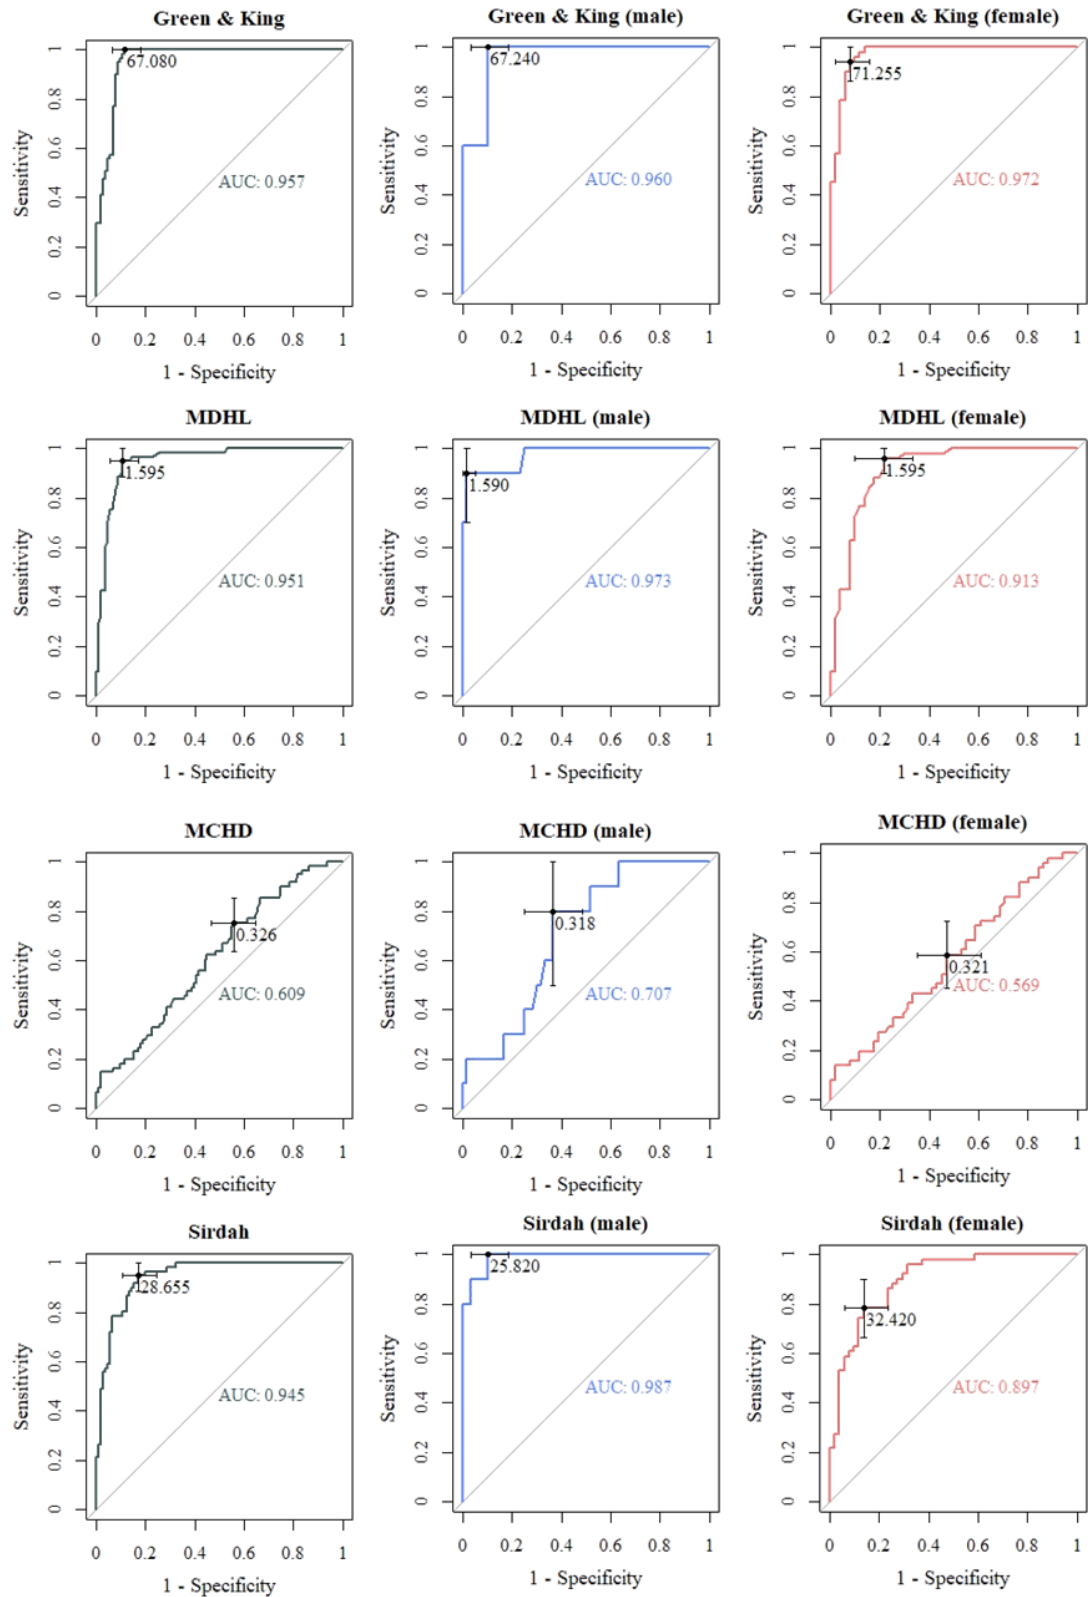 Green & King
Sensitivity
0 0.2 0.4 0.6 0.8 1
67.080
AUC: 0.957
0 0.2 0.4 0.6 0.8 1
1 - Specificity
Green & King (male)
Sensitivity
0 0.2 0.4 0.6 0.8 1
67.240
AUC: 0.960
0 0.2 0.4 0.6 0.8 1
1 - Specificity
Green & King (female)
Sensitivity
0 0.2 0.4 0.6 0.8 1
71.255
AUC: 0.972
0 0.2 0.4 0.6 0.8 1
1 - Specificity
MDHL
Sensitivity
0 0.2 0.4 0.6 0.8 1
1.595
AUC: 0.951
0 0.2 0.4 0.6 0.8 1
1 - Specificity
MDHL (male)
Sensitivity
0 0.2 0.4 0.6 0.8 1
1.590
AUC: 0.973
0 0.2 0.4 0.6 0.8 1
1 - Specificity
MDHL (female)
Sensitivity
0 0.2 0.4 0.6 0.8 1
1.595
AUC: 0.913
0 0.2 0.4 0.6 0.8 1
1 - Specificity
MCHD
Sensitivity
0 0.2 0.4 0.6 0.8 1
0.326
AUC: 0.609
0 0.2 0.4 0.6 0.8 1
1 - Specificity
MCHD (male)
Sensitivity
0 0.2 0.4 0.6 0.8 1
0.318
AUC: 0.707
0 0.2 0.4 0.6 0.8 1
1 - Specificity
MCHD (female)
Sensitivity
0 0.2 0.4 0.6 0.8 1
0.321
AUC: 0.569
0 0.2 0.4 0.6 0.8 1
1 - Specificity
Sirdah
Sensitivity
0 0.2 0.4 0.6 0.8 1
28.655
AUC: 0.945
0 0.2 0.4 0.6 0.8 1
1 - Specificity
Sirdah (male)
Sensitivity
0 0.2 0.4 0.6 0.8 1
25.820
AUC: 0.987
0 0.2 0.4 0.6 0.8 1
1 - Specificity
Sirdah (female)
Sensitivity
0 0.2 0.4 0.6 0.8 1
32.420
AUC: 0.897
0 0.2 0.4 0.6 0.8 1
1 - Specificity